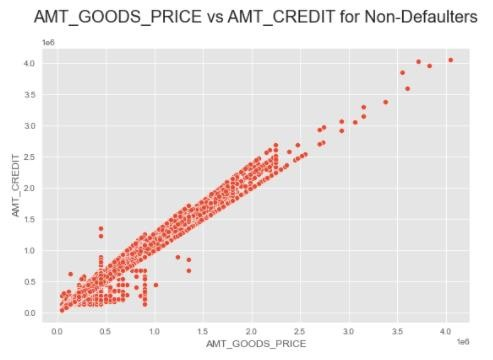 AMT_GOODS_PRICE vs AMT_CREDIT for Non-Defaulters
1e6
4.0
3.5
3.0
2.5
2.0
1.5
1.0
0.5
0.0
AMT_CREDIT
0.0 0.5 1.0 1.5 2.0 2.5 3.0 3.5 4.0
1e6
AMT_GOODS_PRICE